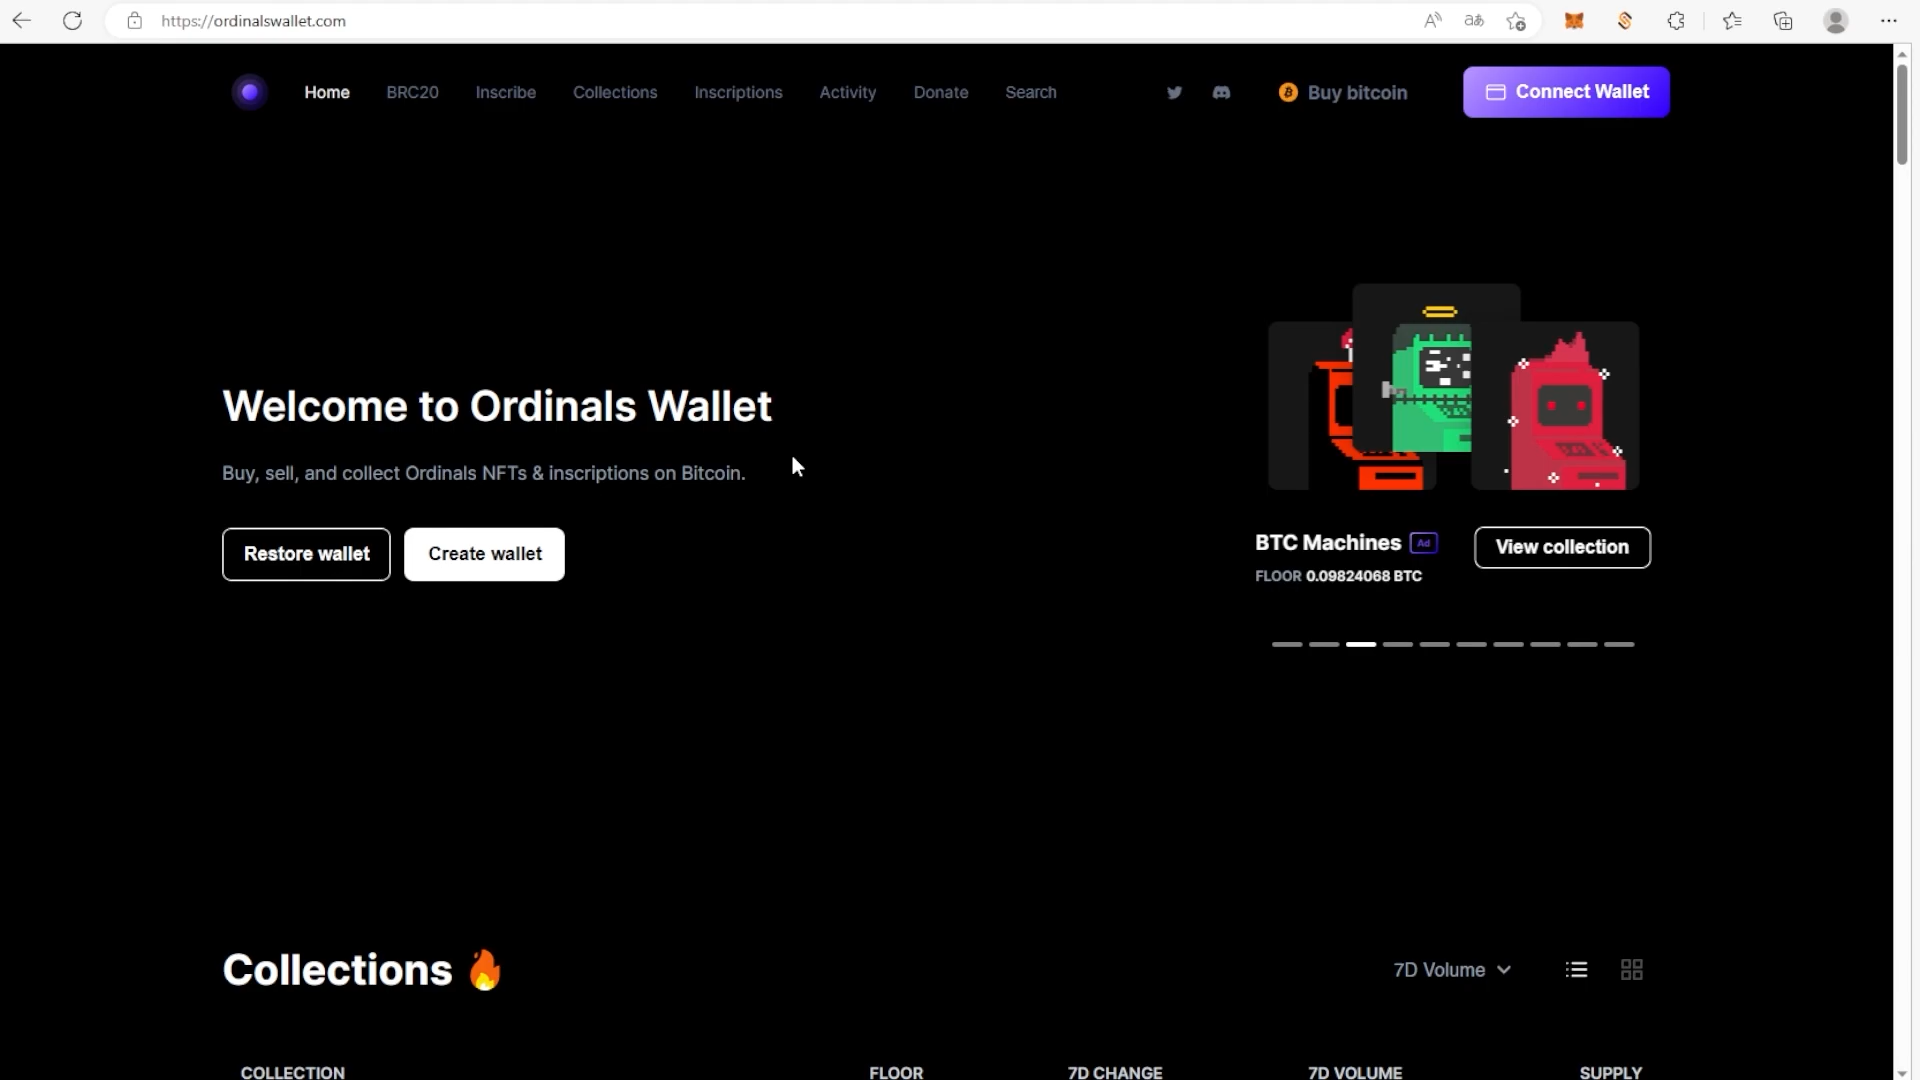 https://ordinalswallet.com
Home BRC20 Inscribe Collections Inscriptions Activity Donate Search Buy bitcoin Connect Wallet
Welcome to Ordinals Wallet
Buy, sell, and collect Ordinals NFTs & inscriptions on Bitcoin.
Restore wallet Create wallet
BTC Machines Ad View collection
FLOOR 0.09824068 BTC
Collections 🔥
7D Volume
COLLECTION FLOOR 7D CHANGE 7D VOLUME SUPPLY